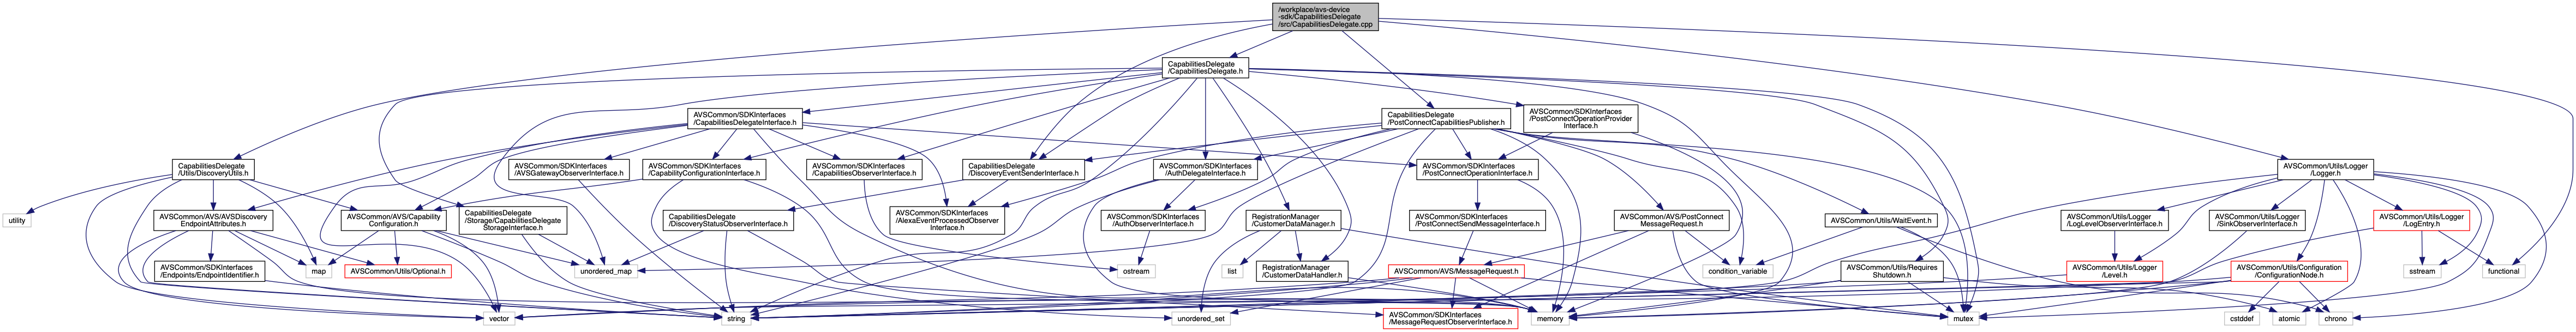 /workplace/avs-device
-sdk/CapabilitiesDelegate
/src/CapabilitiesDelegate.cpp
CapabilitiesDelegate
/CapabilitiesDelegate.h
AVSCommon/SDKInterfaces
/CapabilitiesDelegateInterface.h
CapabilitiesDelegate
/PostConnectCapabilitiesPublisher.h
AVSCommon/SDKInterfaces
/PostConnectOperationProvider
Interface.h
CapabilitiesDelegate
/Utils/DiscoveryUtils.h
AVSCommon/SDKInterfaces
/AVSGatewayObserverInterface.h
AVSCommon/SDKInterfaces
/CapabilityConfigurationInterface.h
AVSCommon/SDKInterfaces
/CapabilitiesObserverInterface.h
CapabilitiesDelegate
/DiscoveryEventSenderInterface.h
AVSCommon/SDKInterfaces
/AuthDelegateInterface.h
AVSCommon/SDKInterfaces
/PostConnectOperationInterface.h
AVSCommon/Utils/Logger
/Logger.h
utility
AVSCommon/AVS/AVSDiscovery
EndpointAttributes.h
AVSCommon/AVS/Capability
Configuration.h
CapabilitiesDelegate
/Storage/CapabilitiesDelegate
StorageInterface.h
CapabilitiesDelegate
/DiscoveryStatusObserverInterface.h
AVSCommon/SDKInterfaces
/AlexaEventProcessedObserver
Interface.h
AVSCommon/SDKInterfaces
/AuthObserverInterface.h
RegistrationManager
/CustomerDataManager.h
AVSCommon/SDKInterfaces
/PostConnectSendMessageInterface.h
AVSCommon/AVS/PostConnect
MessageRequest.h
AVSCommon/Utils/WaitEvent.h
AVSCommon/Utils/Logger
/LogLevelObserverInterface.h
AVSCommon/Utils/Logger
/SinkObserverInterface.h
AVSCommon/Utils/Logger
/LogEntry.h
AVSCommon/SDKInterfaces
/Endpoints/EndpointIdentifier.h
map
AVSCommon/Utils/Optional.h
unordered_map
ostream
list
RegistrationManager
/CustomerDataHandler.h
AVSCommon/AVS/MessageRequest.h
condition_variable
AVSCommon/Utils/Requires
Shutdown.h
AVSCommon/Utils/Logger
/Level.h
AVSCommon/Utils/Configuration
/ConfigurationNode.h
sstream
functional
vector
string
unordered_set
AVSCommon/SDKInterfaces
/MessageRequestObserverInterface.h
memory
mutex
cstddef
atomic
chrono